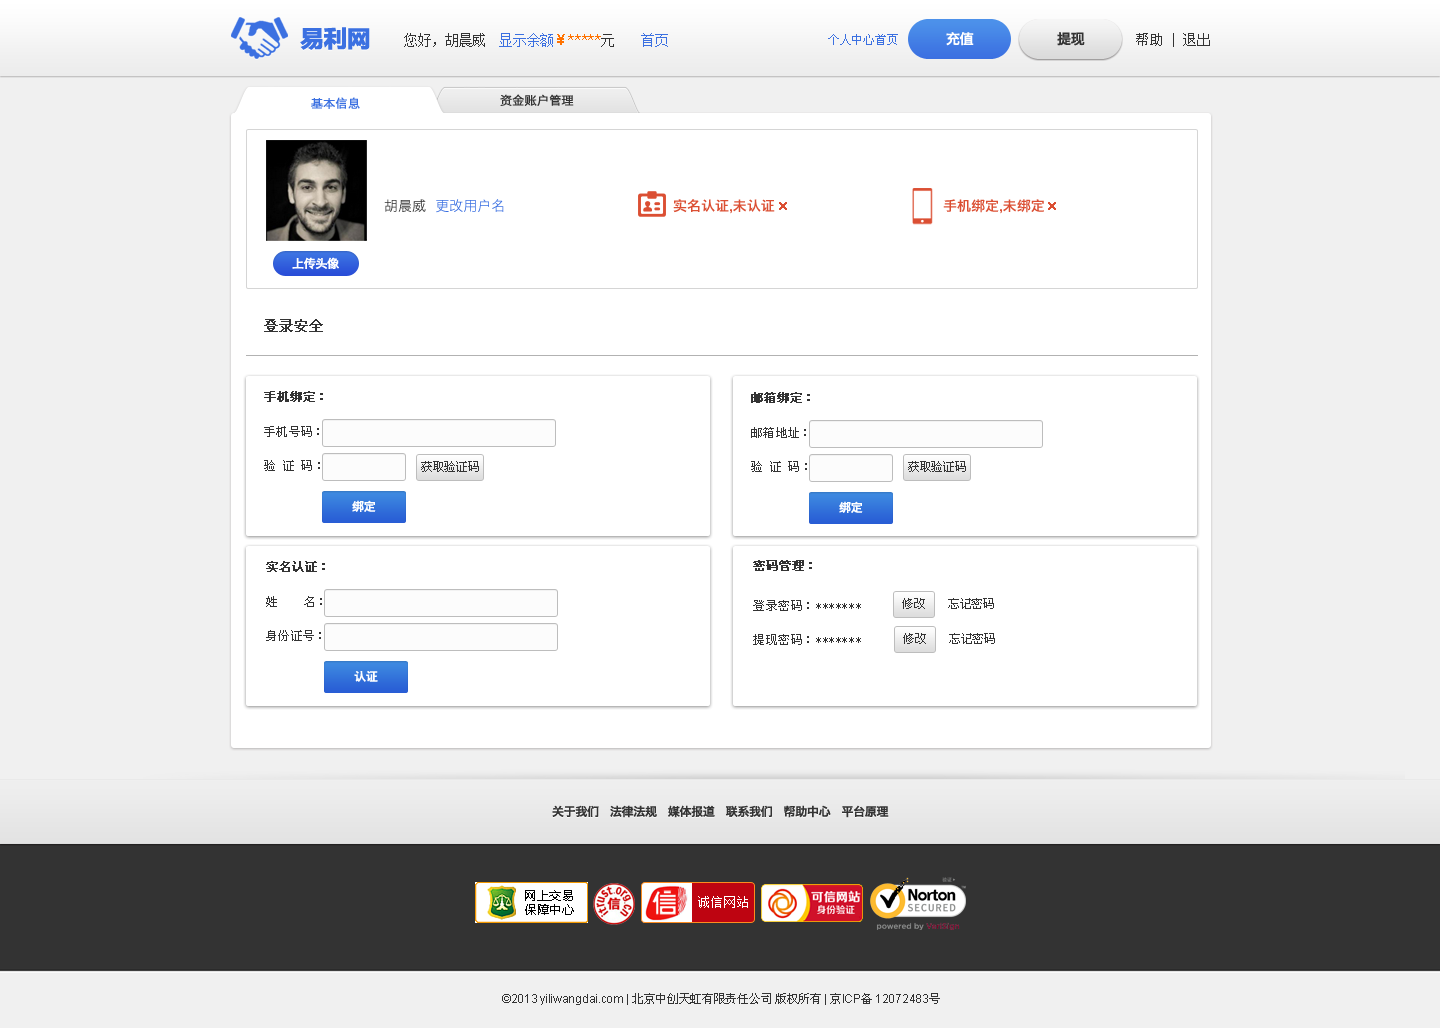 易利网
您好，胡晨威 显示余额¥*****元 首页
个人中心首页 充值 提现 帮助 | 退出
基本信息 资金账户管理
胡晨威 更改用户名 实名认证,未认证× 手机绑定,未绑定×
上传头像
登录安全
手机绑定：
手机号码：
验 证 码： 获取验证码
绑定
邮箱绑定：
邮箱地址：
验 证 码： 获取验证码
绑定
实名认证：
姓 名：
身份证号：
认证
密码管理：
登录密码：******* 修改 忘记密码
提现密码：******* 修改 忘记密码
关于我们 法律法规 媒体报道 联系我们 帮助中心 平台原理
网上交易
保障中心
trust.org.cn
信
信
诚信网站
可信网站
身份验证
Norton
SECURED
powered by
©2013 yiliwangdai.com | 北京中创天虹有限责任公司 版权所有 | 京ICP备 12072483号